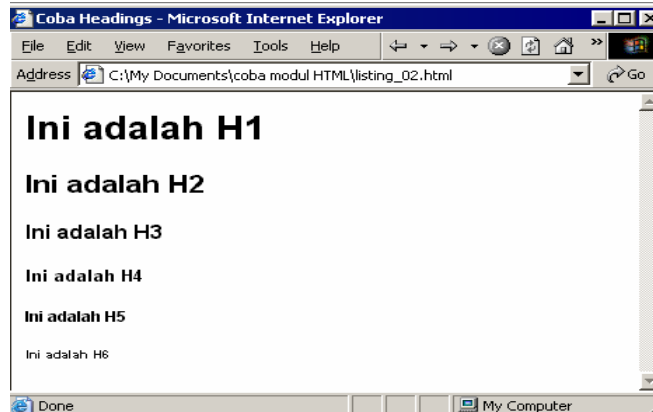 Coba Headings - Microsoft Internet Explorer
File Edit View Favorites Tools Help »
Address C:\My Documents\coba modul HTML\listing_02.html Go
Ini adalah H1
Ini adalah H2
Ini adalah H3
Ini adalah H4
Ini adalah H5
Ini adalah H6
Done My Computer